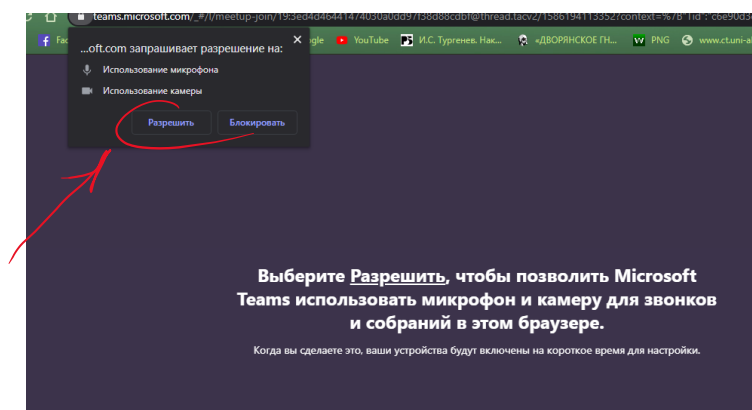 teams.microsoft.com/_#/l/meetup-join/19:3ed4d46441474030a0dd97f38d88cdbf@thread.tacv2/1586194113352?context=%7B"Tid":"c6e90d3
Fac
gle YouTube И.С. Тургенев. Нак... «ДВОРЯНСКОЕ ГН... PNG www.ct.uni-al
...oft.com запрашивает разрешение на:
Использование микрофона
Использование камеры
Разрешить Блокировать
Выберите Разрешить, чтобы позволить Microsoft
Teams использовать микрофон и камеру для звонков
и собраний в этом браузере.
Когда вы сделаете это, ваши устройства будут включены на короткое время для настройки.